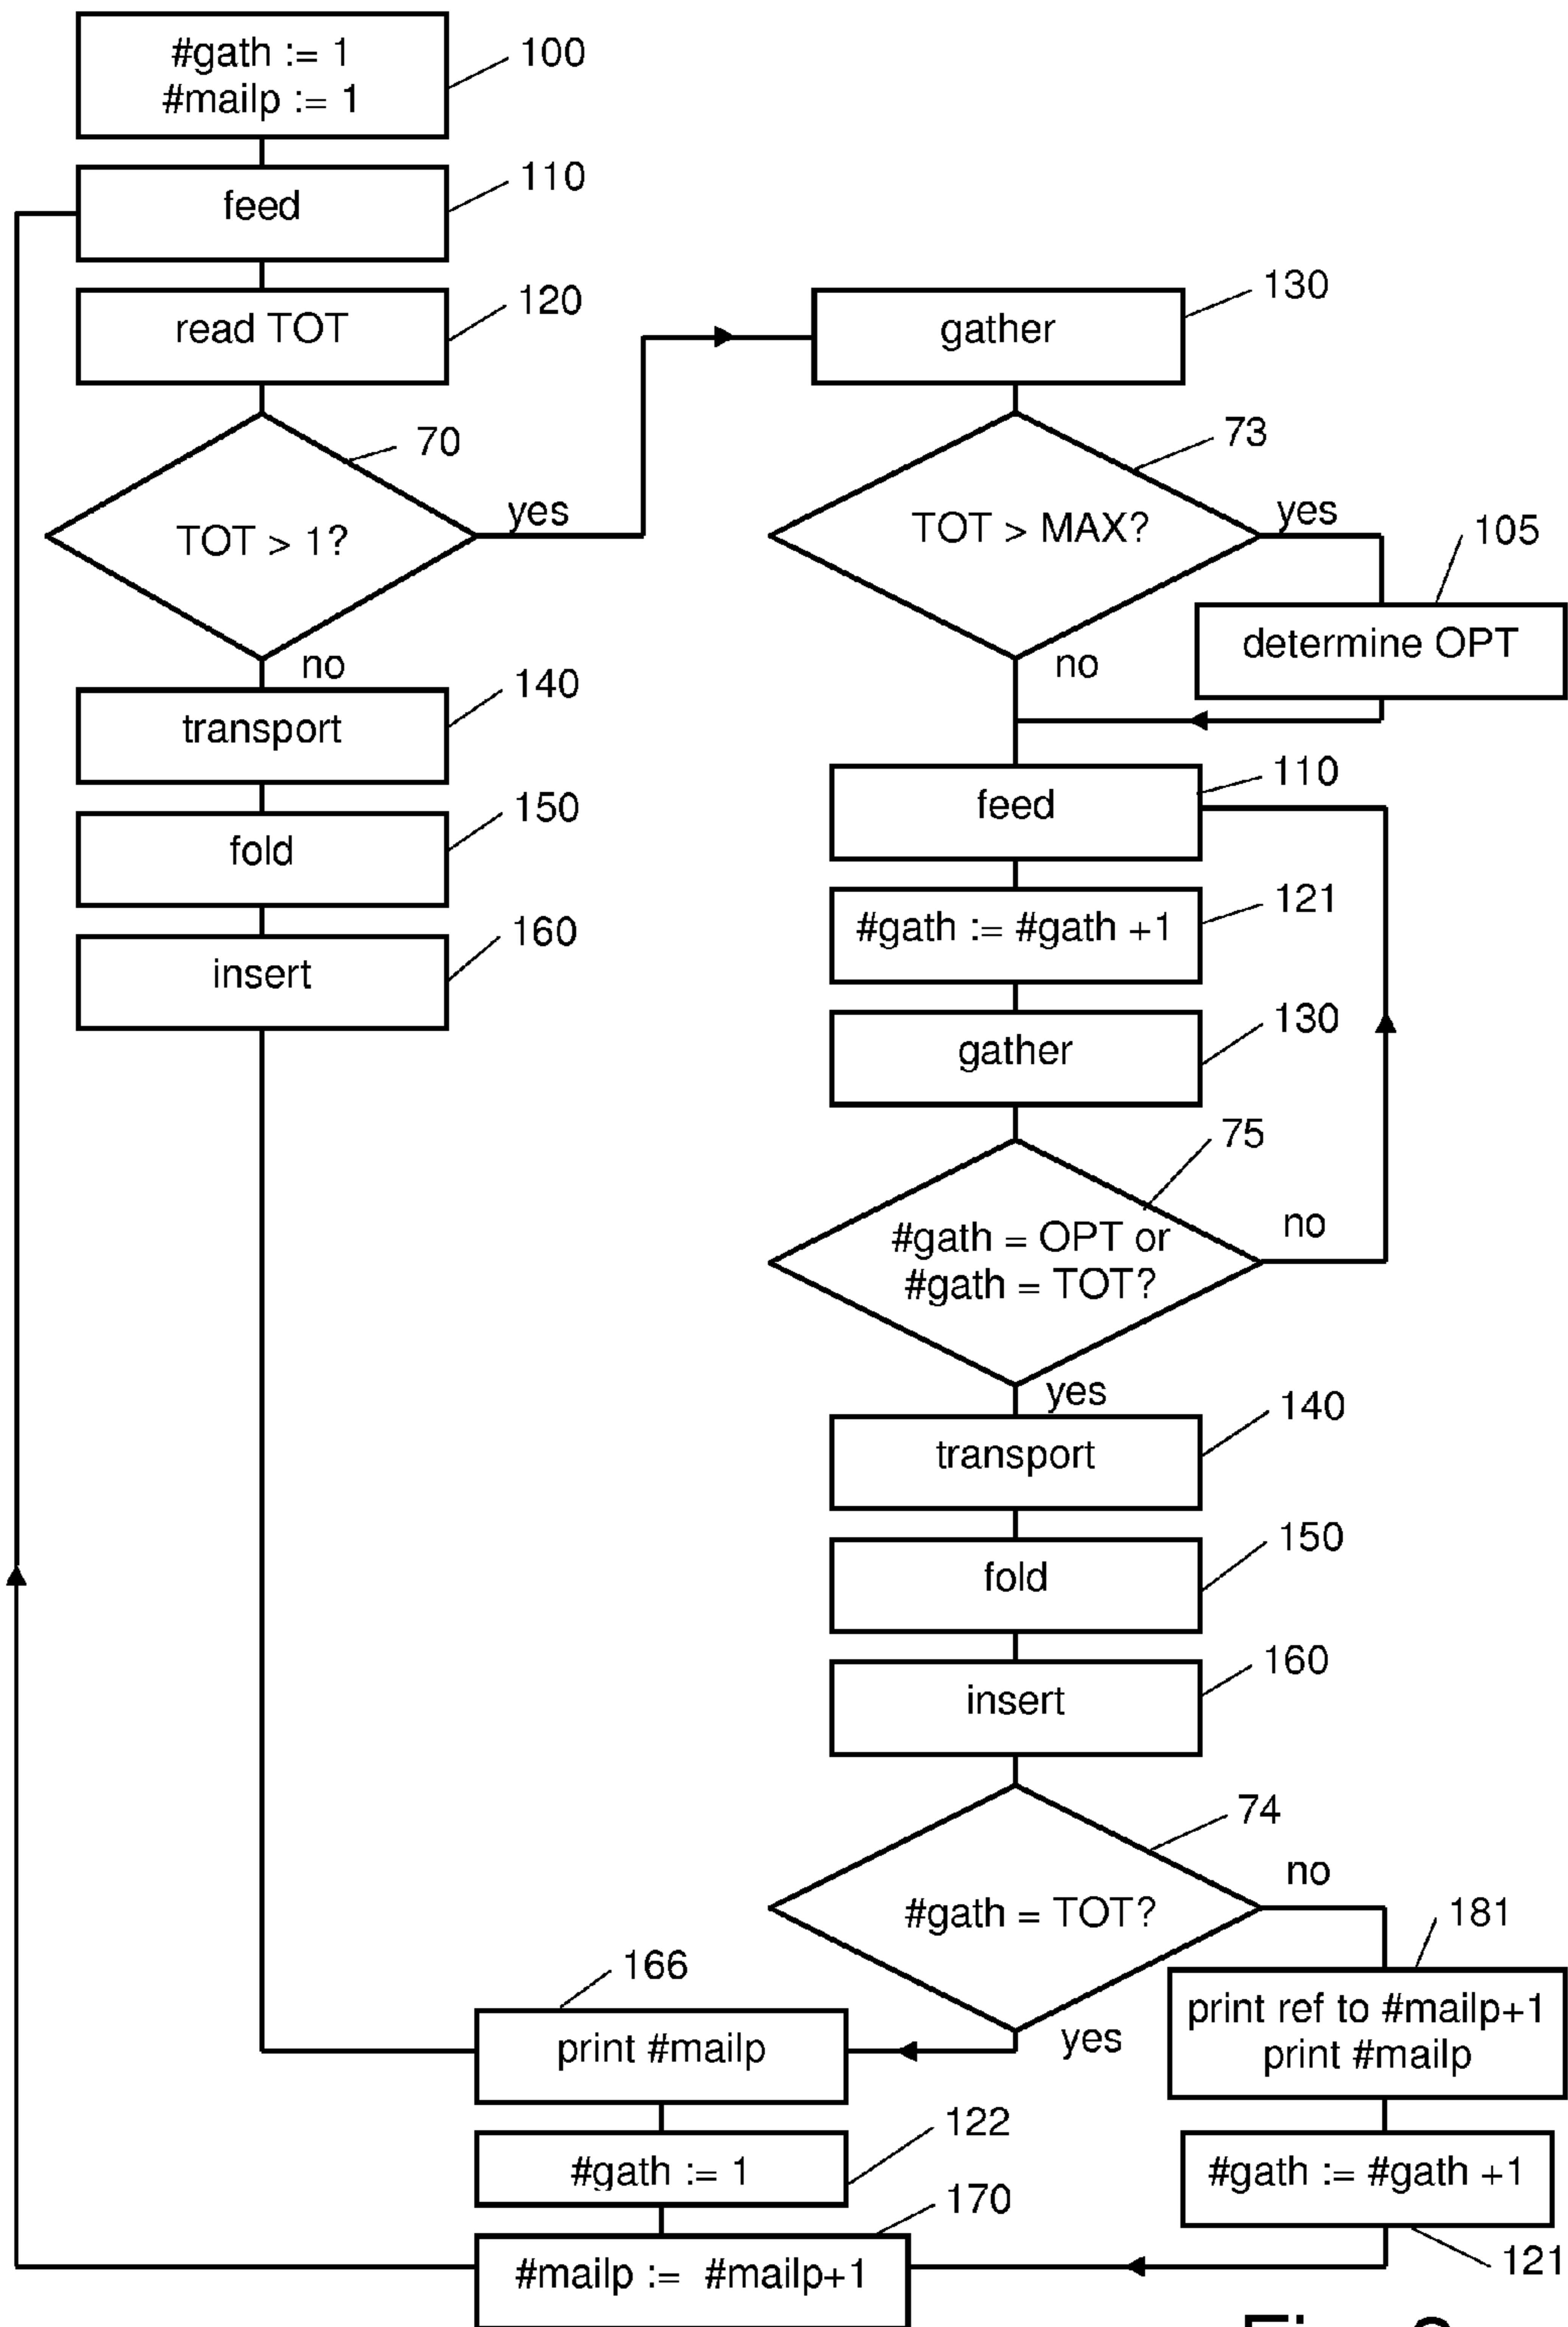 #gath := 1
#mailp := 1
100
feed
110
read TOT
120
TOT > 1?
70
yes
no
transport
140
fold
150
insert
160
gather
130
TOT > MAX?
73
yes
105
determine OPT
no
feed
110
#gath := #gath +1
121
gather
130
75
#gath = OPT or
#gath = TOT?
no
yes
transport
140
fold
150
insert
160
74
#gath = TOT?
no
yes
181
print ref to #mailp+1
print #mailp
#gath := #gath +1
121
166
print #mailp
122
#gath := 1
170
#mailp := #mailp+1